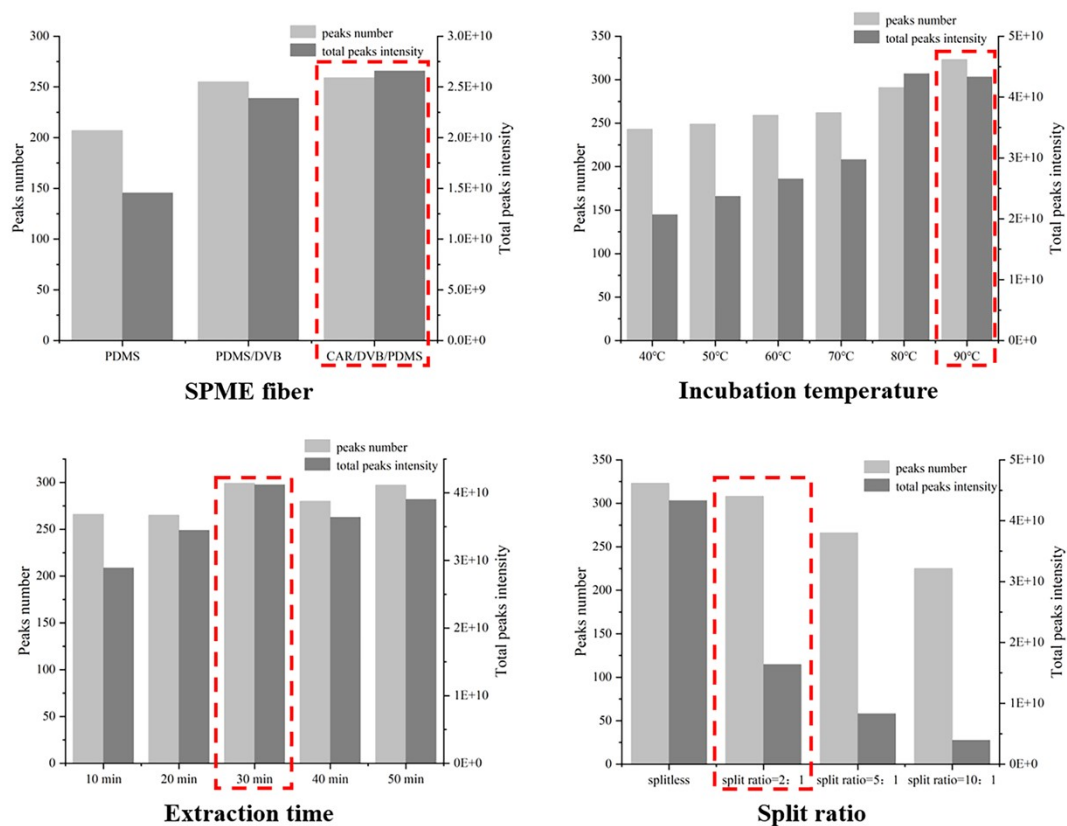 peaks number
total peaks intensity
300
250
200
150
100
50
0
Peaks number
3.0E+10
2.5E+10
2.0E+10
1.5E+10
1.0E+10
5.0E+9
0.0E+0
Total peaks intensity
PDMS
PDMS/DVB
CAR/DVB/PDMS
SPME fiber
peaks number
total peaks intensity
350
300
250
200
150
100
50
0
Peaks number
5E+10
4E+10
3E+10
2E+10
1E+10
0E+0
Total peaks intensity
40°C
50°C
60°C
70°C
80°C
90°C
Incubation temperature
peaks number
total peaks intensity
300
250
200
150
100
50
0
Peaks number
4E+10
3E+10
2E+10
1E+10
0E+0
Total peaks intensity
10 min
20 min
30 min
40 min
50 min
Extraction time
peaks number
total peaks intensity
350
300
250
200
150
100
50
0
Peaks number
5E+10
4E+10
3E+10
2E+10
1E+10
0E+0
Total peaks intensity
splitless
split ratio=2：1
split ratio=5：1
split ratio=10：1
Split ratio